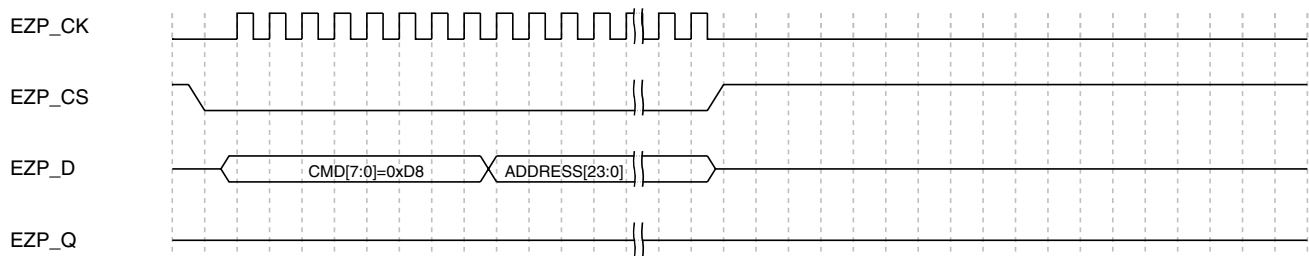 EZP_CK
EZP_CS
EZP_D CMD[7:0]=0xD8 ADDRESS[23:0]
EZP_Q